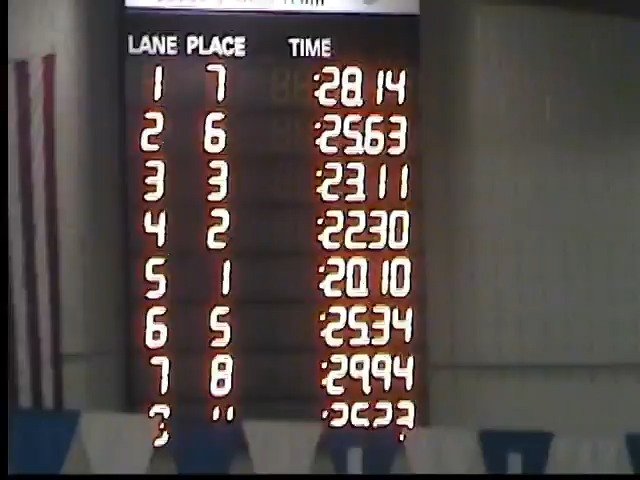 LANE PLACE TIME
1 7 :28.14
2 6 :25.63
3 3 :23.11
4 2 :22.30
5 1 :20.10
6 5 :25.34
7 8 :29.94